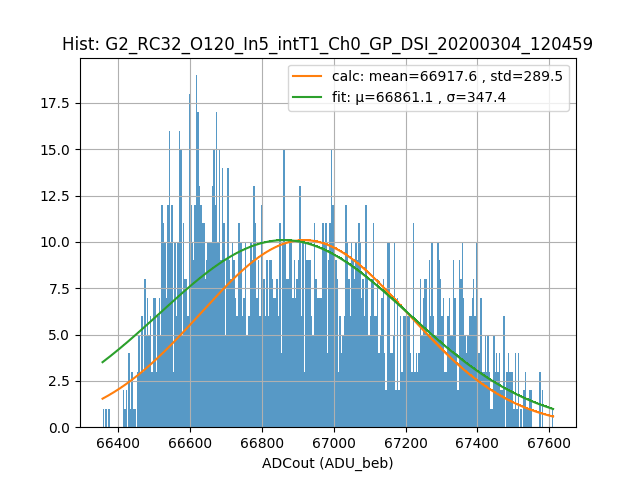 Hist: G2_RC32_O120_In5_intT1_Ch0_GP_DSI_20200304_120459
calc: mean=66917.6 , std=289.5
fit: μ=66861.1 , σ=347.4
17.5
15.0
12.5
10.0
7.5
5.0
2.5
0.0
66400 66600 66800 67000 67200 67400 67600
ADCout (ADU_beb)